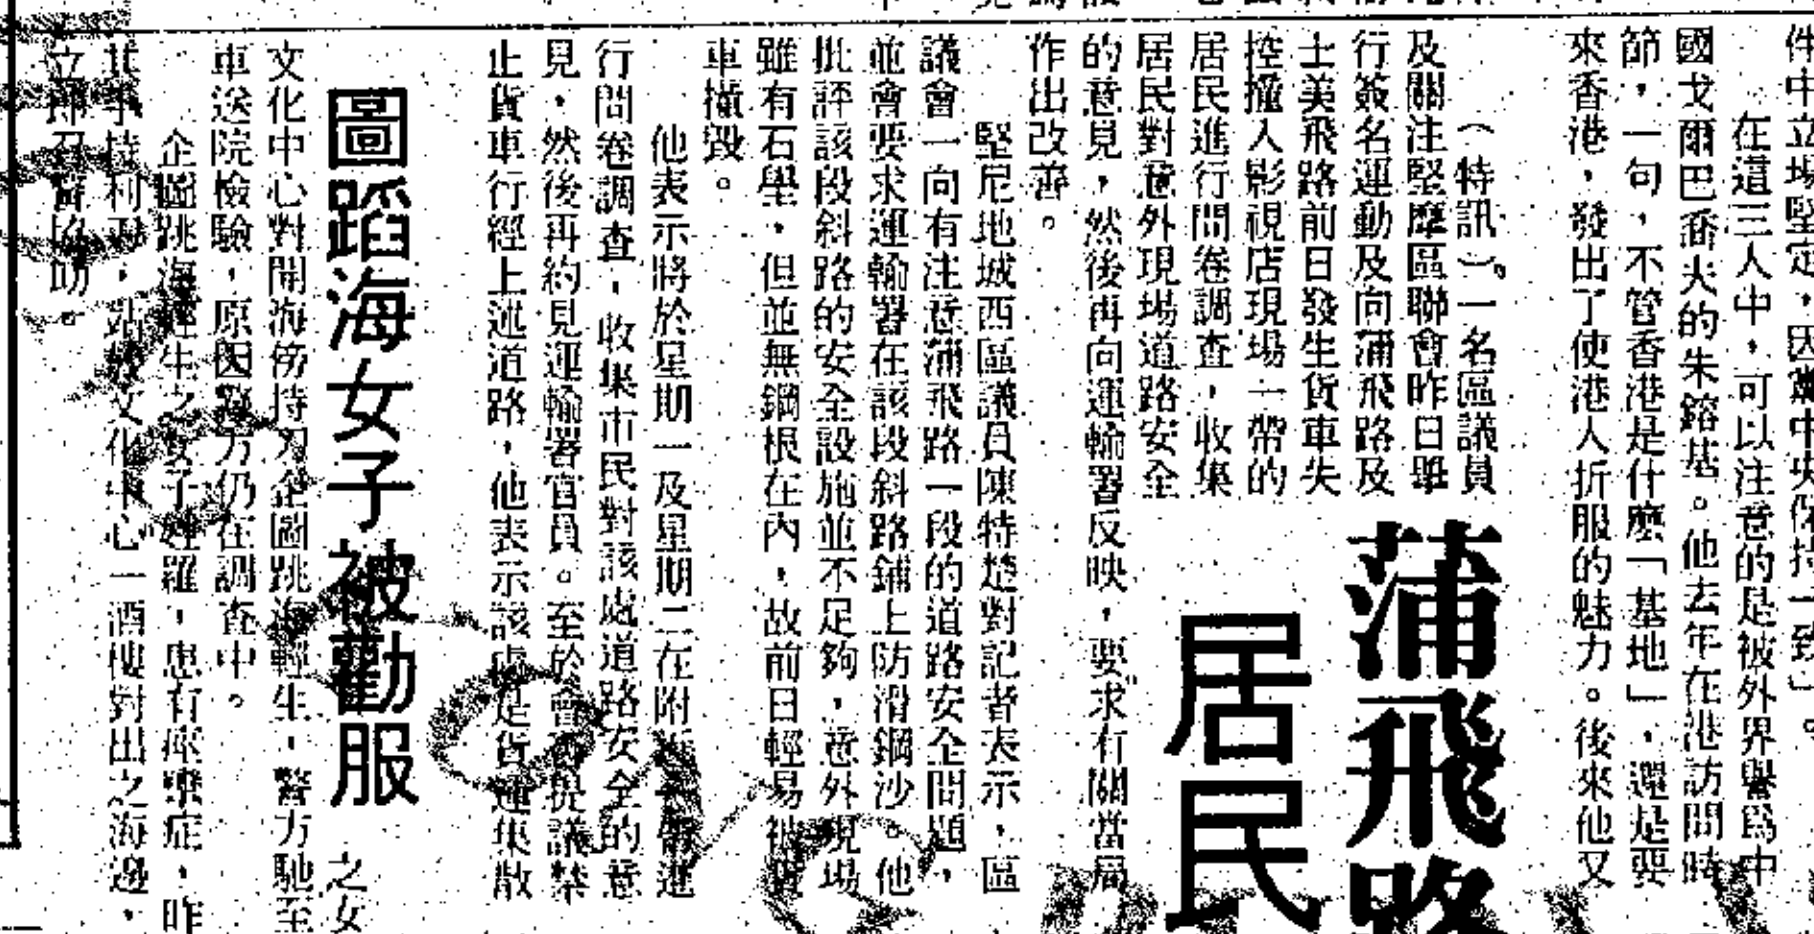 件中立場堅定，因黨中央保持一致」。
在這三人中，可以注意的是被外界譽爲中
國戈爾巴喬夫的朱鎔基。他去年在港訪問時
節，一句，不管香港是什麼「基地」，還是要
來香港，發出了使港人折服的魅力。後來他又
蒲飛路
居民
（特訊）一名區議員
及關注堅摩區聯會昨日舉
行簽名運動及向蒲飛路及
士美飛路前日發生貨車失
控撞入影視店現場一帶的
居民進行問卷調查，收集
居民對意外現場道路安全
的意見，然後再向運輸署反映，要求有關當局
作出改善。
堅尼地城西區議員陳特楚對記者表示，區
議會一向有注意蒲飛路一段的道路安全問題，
並會要求運輸署在該段斜路鋪上防滑鋼沙。他
批評該段斜路的安全設施並不足夠，意外現場
雖有石壆，但並無鋼根在內，故前日輕易被貨
車撞毀。
他表示將於星期一及星期二在附近一帶進
行問卷調查，收集市民對該處道路安全的意
見，然後再約見運輸署官員。至於會否提議禁
止貨車行經上述道路，他表示該處是貨運集散
圖蹈海女子被勸服
之女
文化中心對開海傍持刀企圖跳海輕生，警方馳至
車送院檢驗，原因警方仍在調查中。
企圖跳海輕生之女子姓羅，患有痳痹症，昨
其手持利刀，站於文化中心一酒樓對出之海邊，
立即召警協助。